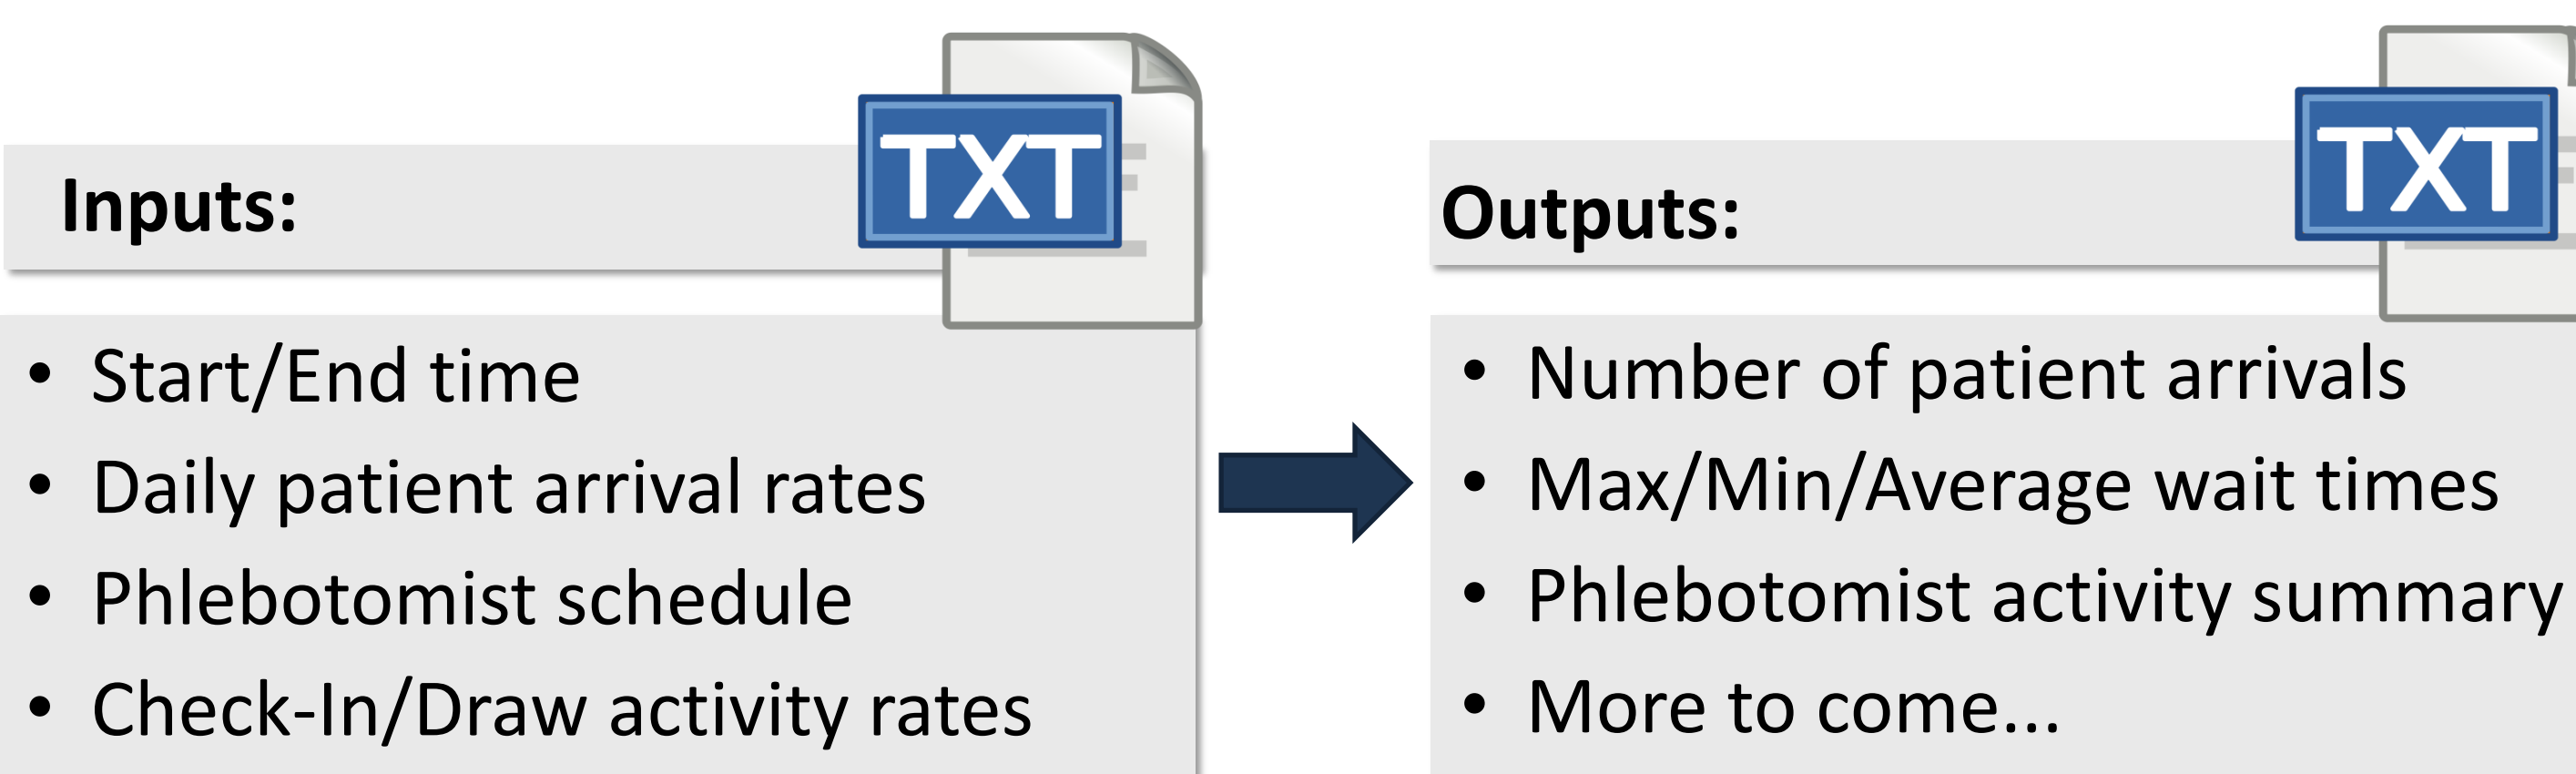 TXT
Inputs:
• Start/End time
• Daily patient arrival rates
• Phlebotomist schedule
• Check-In/Draw activity rates
TXT
Outputs:
• Number of patient arrivals
• Max/Min/Average wait times
• Phlebotomist activity summary
• More to come...